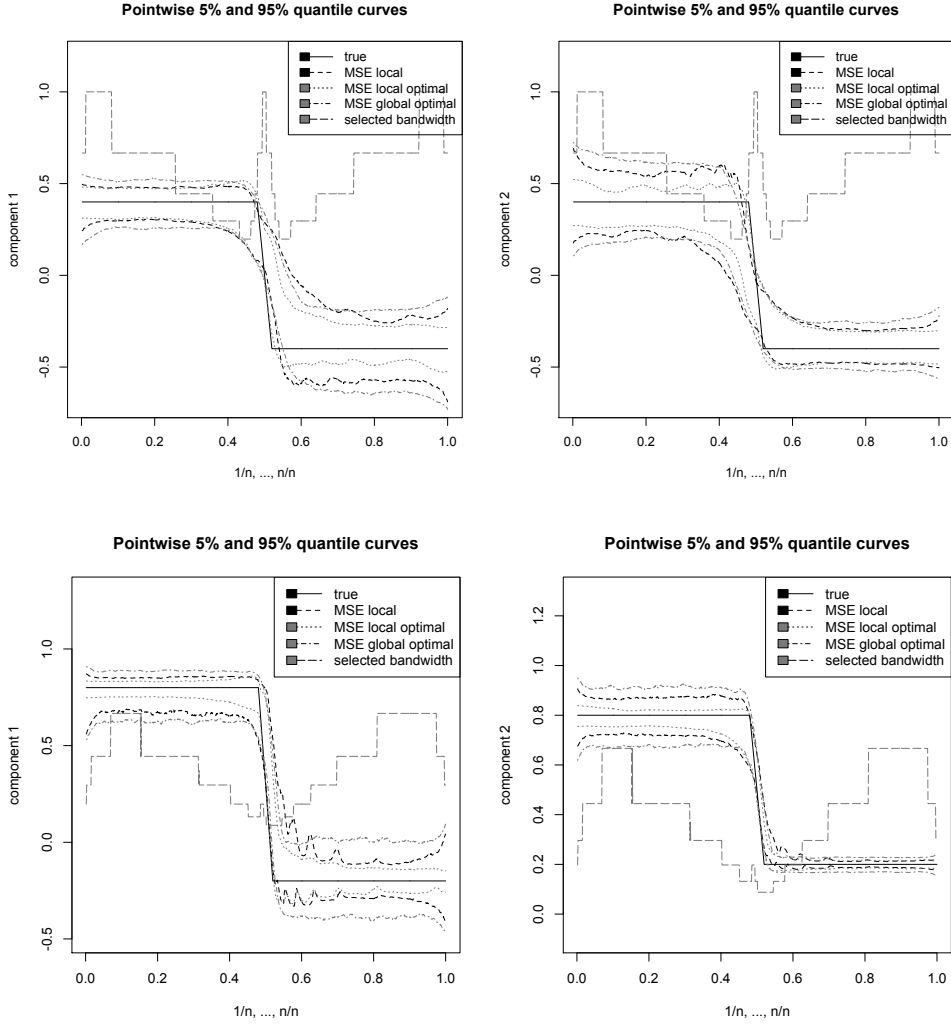 Pointwise 5% and 95% quantile curves
true
MSE local
MSE local optimal
MSE global optimal
selected bandwidth
component 1
1.0
0.5
0.0
-0.5
0.0 0.2 0.4 0.6 0.8 1.0
1/n, ..., n/n
Pointwise 5% and 95% quantile curves
true
MSE local
MSE local optimal
MSE global optimal
selected bandwidth
component 2
1.0
0.5
0.0
-0.5
0.0 0.2 0.4 0.6 0.8 1.0
1/n, ..., n/n
Pointwise 5% and 95% quantile curves
true
MSE local
MSE local optimal
MSE global optimal
selected bandwidth
component 1
1.0
0.5
0.0
-0.5
0.0 0.2 0.4 0.6 0.8 1.0
1/n, ..., n/n
Pointwise 5% and 95% quantile curves
true
MSE local
MSE local optimal
MSE global optimal
selected bandwidth
component 2
1.2
1.0
0.8
0.6
0.4
0.2
0.0
0.0 0.2 0.4 0.6 0.8 1.0
1/n, ..., n/n